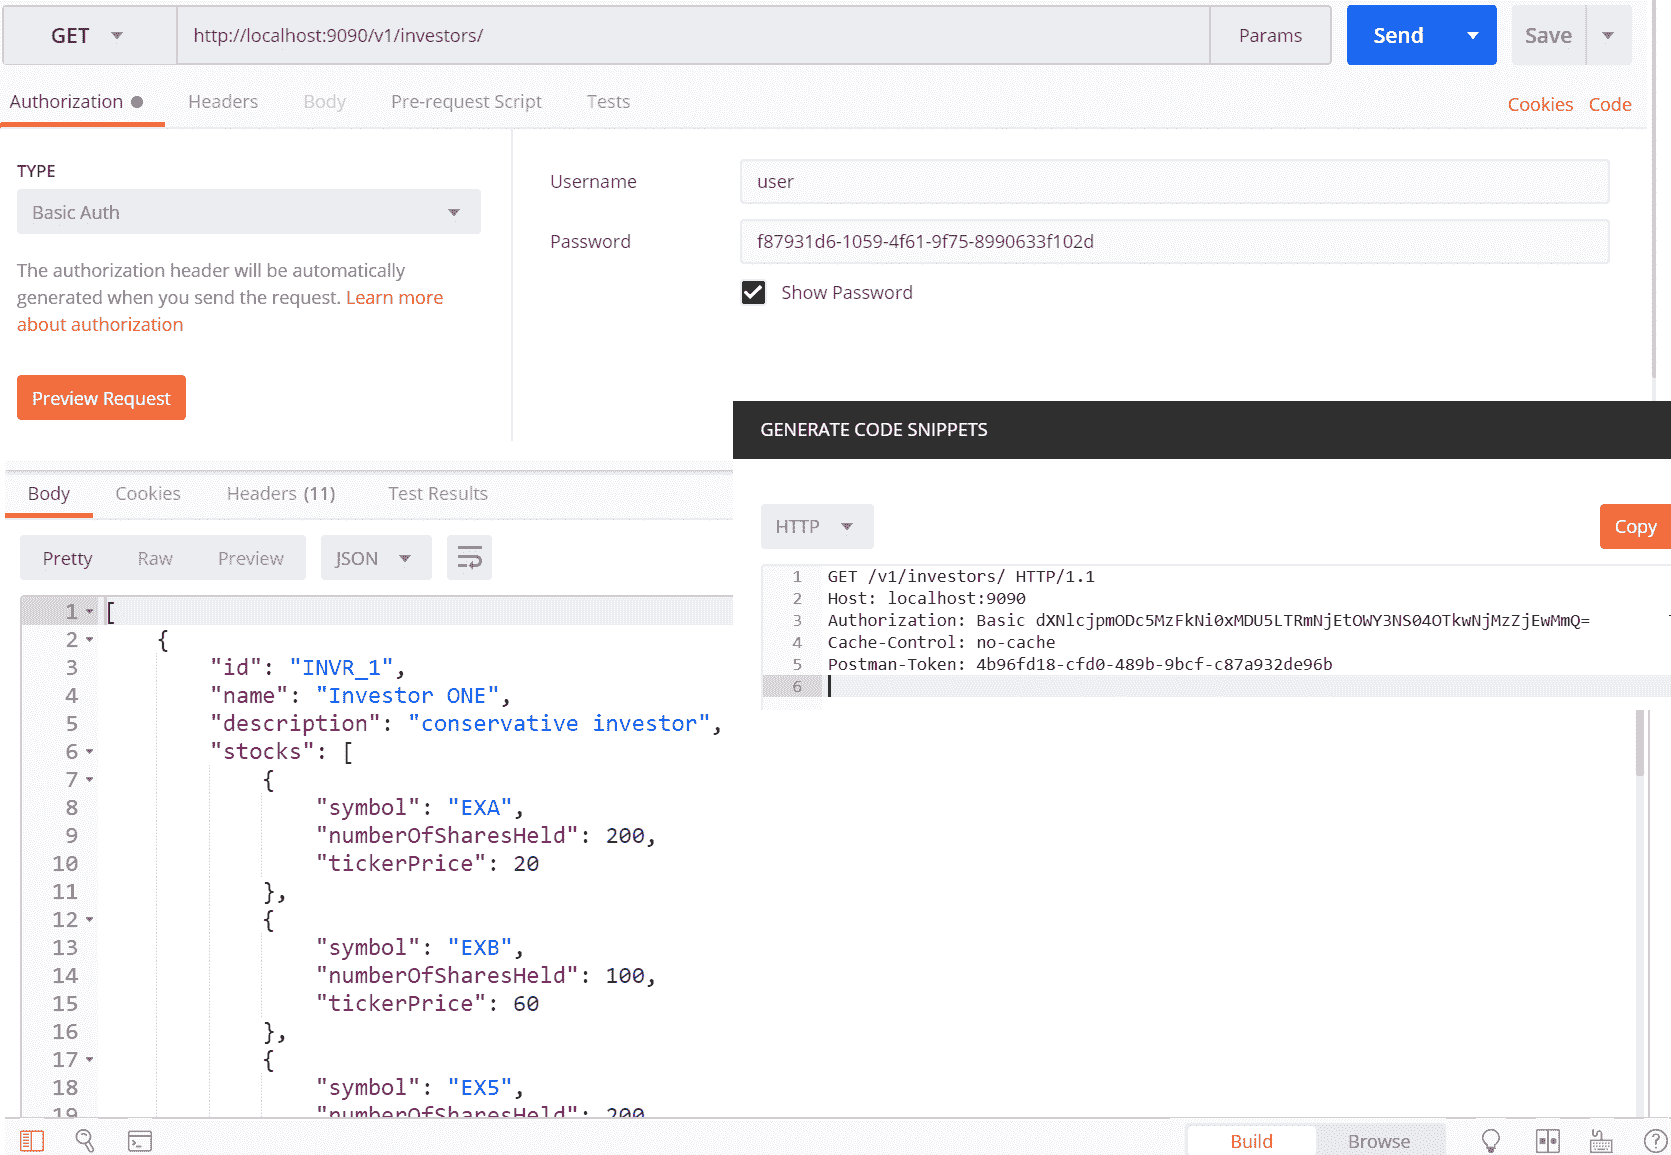 GET
http://localhost:9090/v1/investors/
Params
Send
Save
Authorization
Headers
Body
Pre-request Script
Tests
Cookies
Code
TYPE
Basic Auth
The authorization header will be automatically
generated when you send the request. Learn more
about authorization
Preview Request
Username
user
Password
f87931d6-1059-4f61-9f75-8990633f102d
Show Password
GENERATE CODE SNIPPETS
HTTP
Copy
1 GET /v1/investors/ HTTP/1.1
2 Host: localhost:9090
3 Authorization: Basic dXNlcjpmODc5MzFkNi0xMDU5LTRmNjEtOWY3NS04OTkwNjMzZjEwMmQ=
4 Cache-Control: no-cache
5 Postman-Token: 4b96fd18-cfd0-489b-9bcf-c87a932de96b
6
Body
Cookies
Headers (11)
Test Results
Pretty
Raw
Preview
JSON
1 [
2 {
3 "id": "INVR_1",
4 "name": "Investor ONE",
5 "description": "conservative investor",
6 "stocks": [
7 {
8 "symbol": "EXA",
9 "numberOfSharesHeld": 200,
10 "tickerPrice": 20
11 },
12 {
13 "symbol": "EXB",
14 "numberOfSharesHeld": 100,
15 "tickerPrice": 60
16 },
17 {
18 "symbol": "EX5",
19 "numberOfSharesHeld": 200
Build
Browse